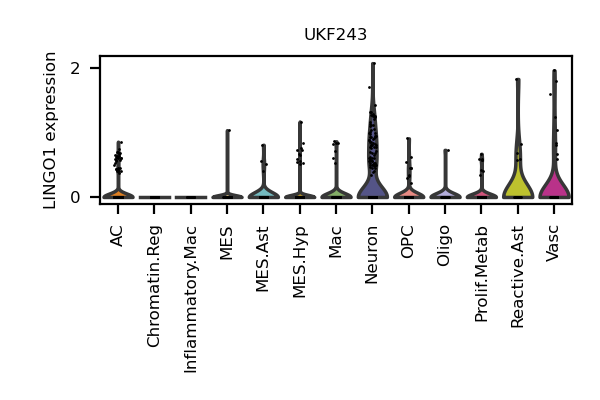 UKF243
LINGO1 expression
2
0
AC
Chromatin.Reg
Inflammatory.Mac
MES
MES.Ast
MES.Hyp
Mac
Neuron
OPC
Oligo
Prolif.Metab
Reactive.Ast
Vasc